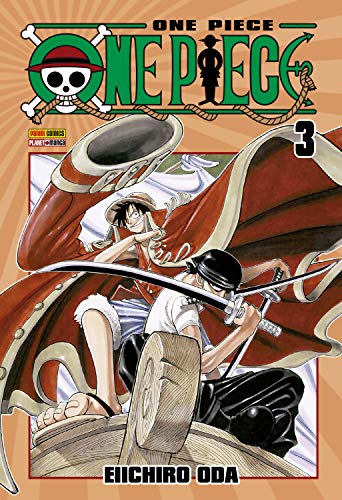 ONE PIECE
ONE PIECE
PANINI COMICS
PLANET manga
3
EIICHIRO ODA